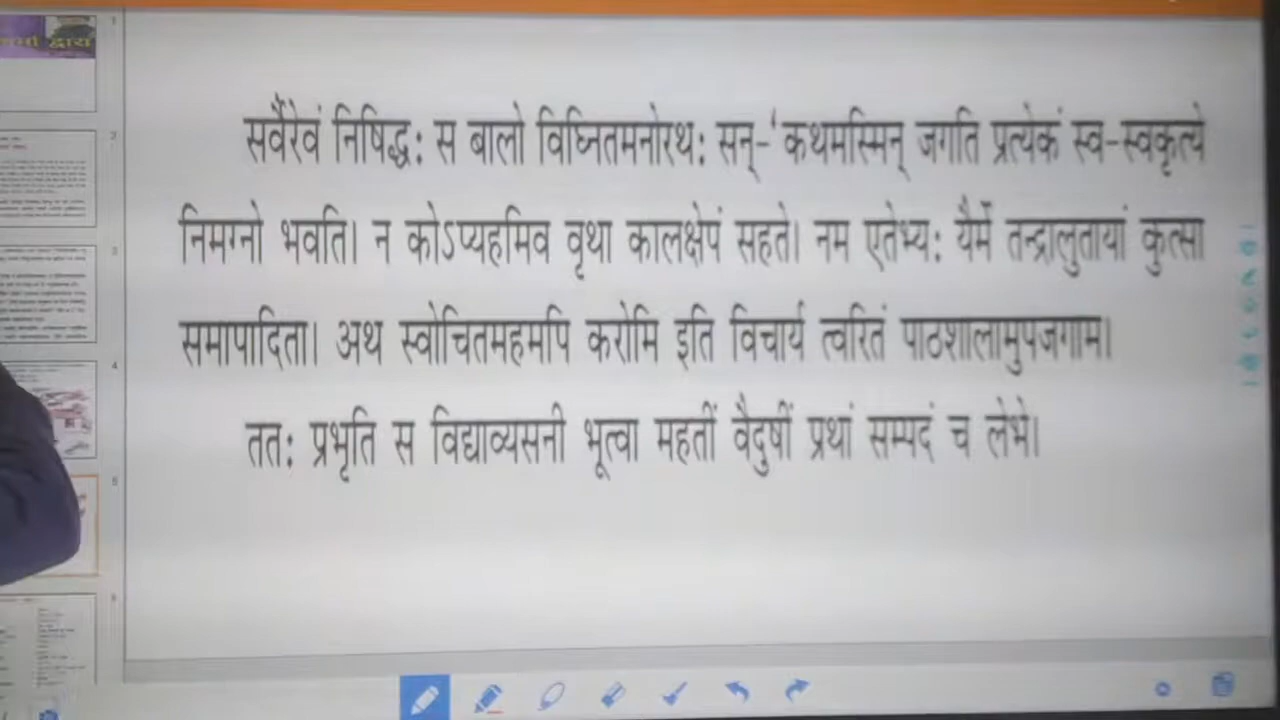 सर्वैरेवं निषिद्धः स बालो विघ्नितमनोरथः सन्-'कथमस्मिन् जगति प्रत्येकं स्व-स्वकृत्ये
निमग्नो भवति। न कोऽप्यहमिव वृथा कालक्षेपं सहते। नम एतेभ्यः यैर्मे तन्द्रालुतायां कुत्सा
समापादिता। अथ स्वोचितमहमपि करोमि इति विचार्य त्वरितं पाठशालामुपजगाम।
ततः प्रभृति स विद्याव्यसनी भूत्वा महतीं वैदुषीं प्रथां सम्पदं च लेभे।